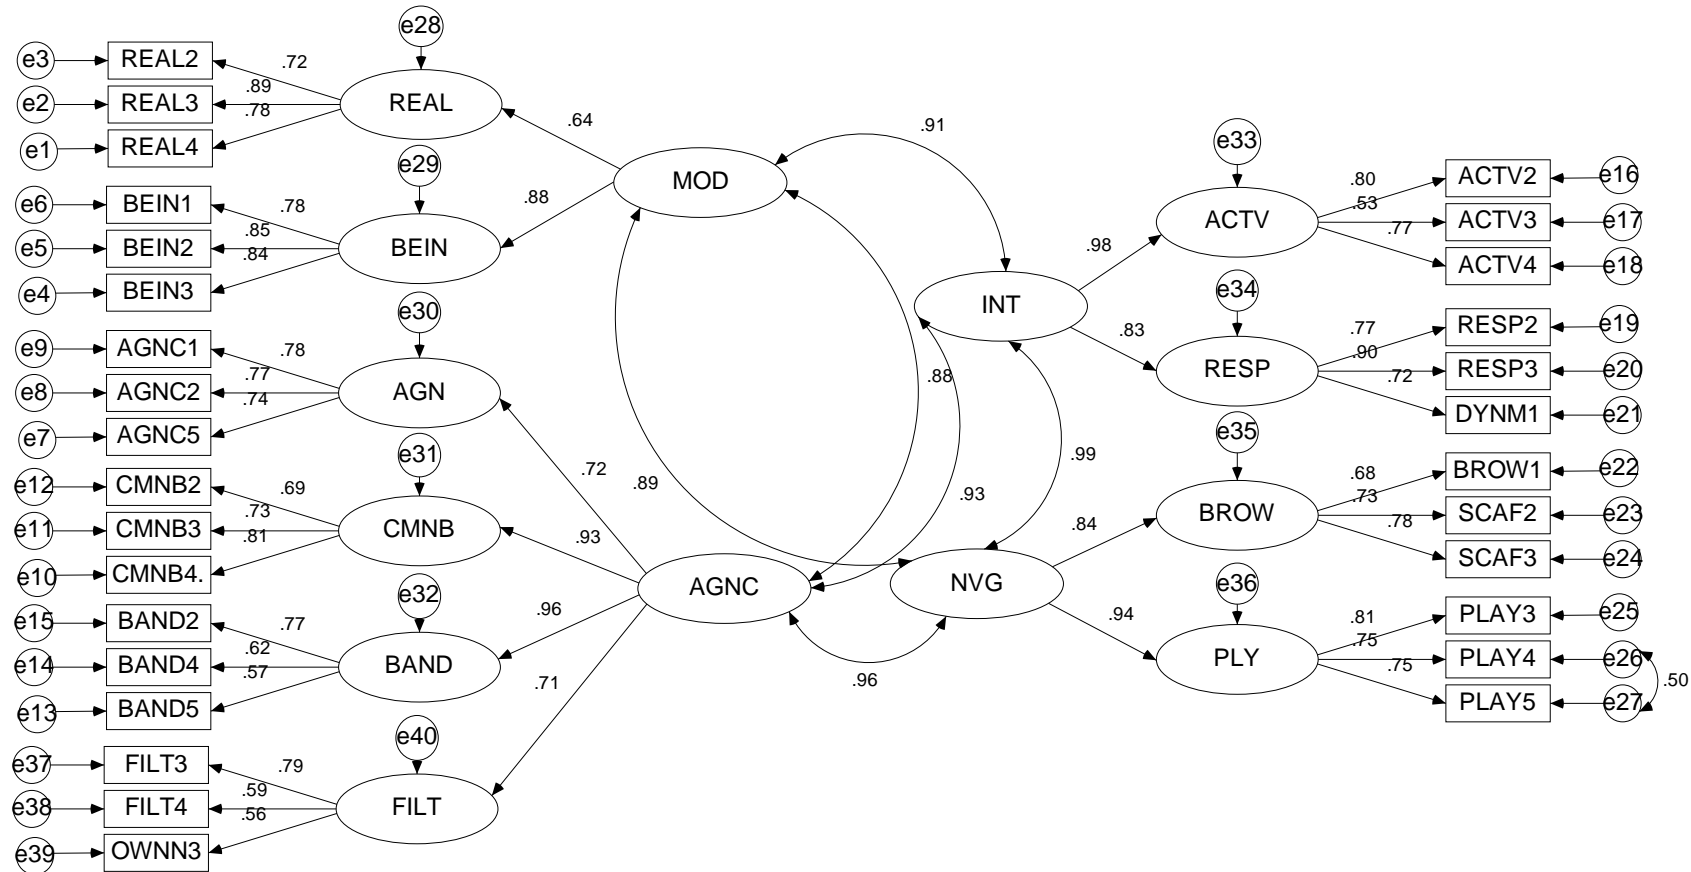 e28
e3 REAL2 .72
e2 REAL3 .89 REAL .64 .91 e33
e1 REAL4 .78
e29 MOD .80 ACTV2 e16
e6 BEIN1 .78 .88 ACTV .53 ACTV3 e17
e5 BEIN2 .85 BEIN .98 .77 ACTV4 e18
e4 BEIN3 .84 INT e34
e30 .83 .77 RESP2 e19
e9 AGNC1 .78 .88 RESP .90 RESP3 e20
e8 AGNC2 .77 AGN .72 DYNM1 e21
e7 AGNC5 .74 e35
e31 .72 .89 .99 .68 BROW1 e22
e12 CMNB2 .69 .93 .73
e11 CMNB3 .73 CMNB .93 .84 BROW SCAF2 e23
e10 CMNB4. .81 .78 SCAF3 e24
e32 AGNC NVG e36
e15 BAND2 .77 .96 .94 .81 PLAY3 e25
e14 BAND4 .62 BAND PLY .75 PLAY4 e26
e13 BAND5 .57 .71 .96 .75 PLAY5 e27 .50
e40
e37 FILT3 .79
e38 FILT4 .59 FILT
e39 OWNN3 .56